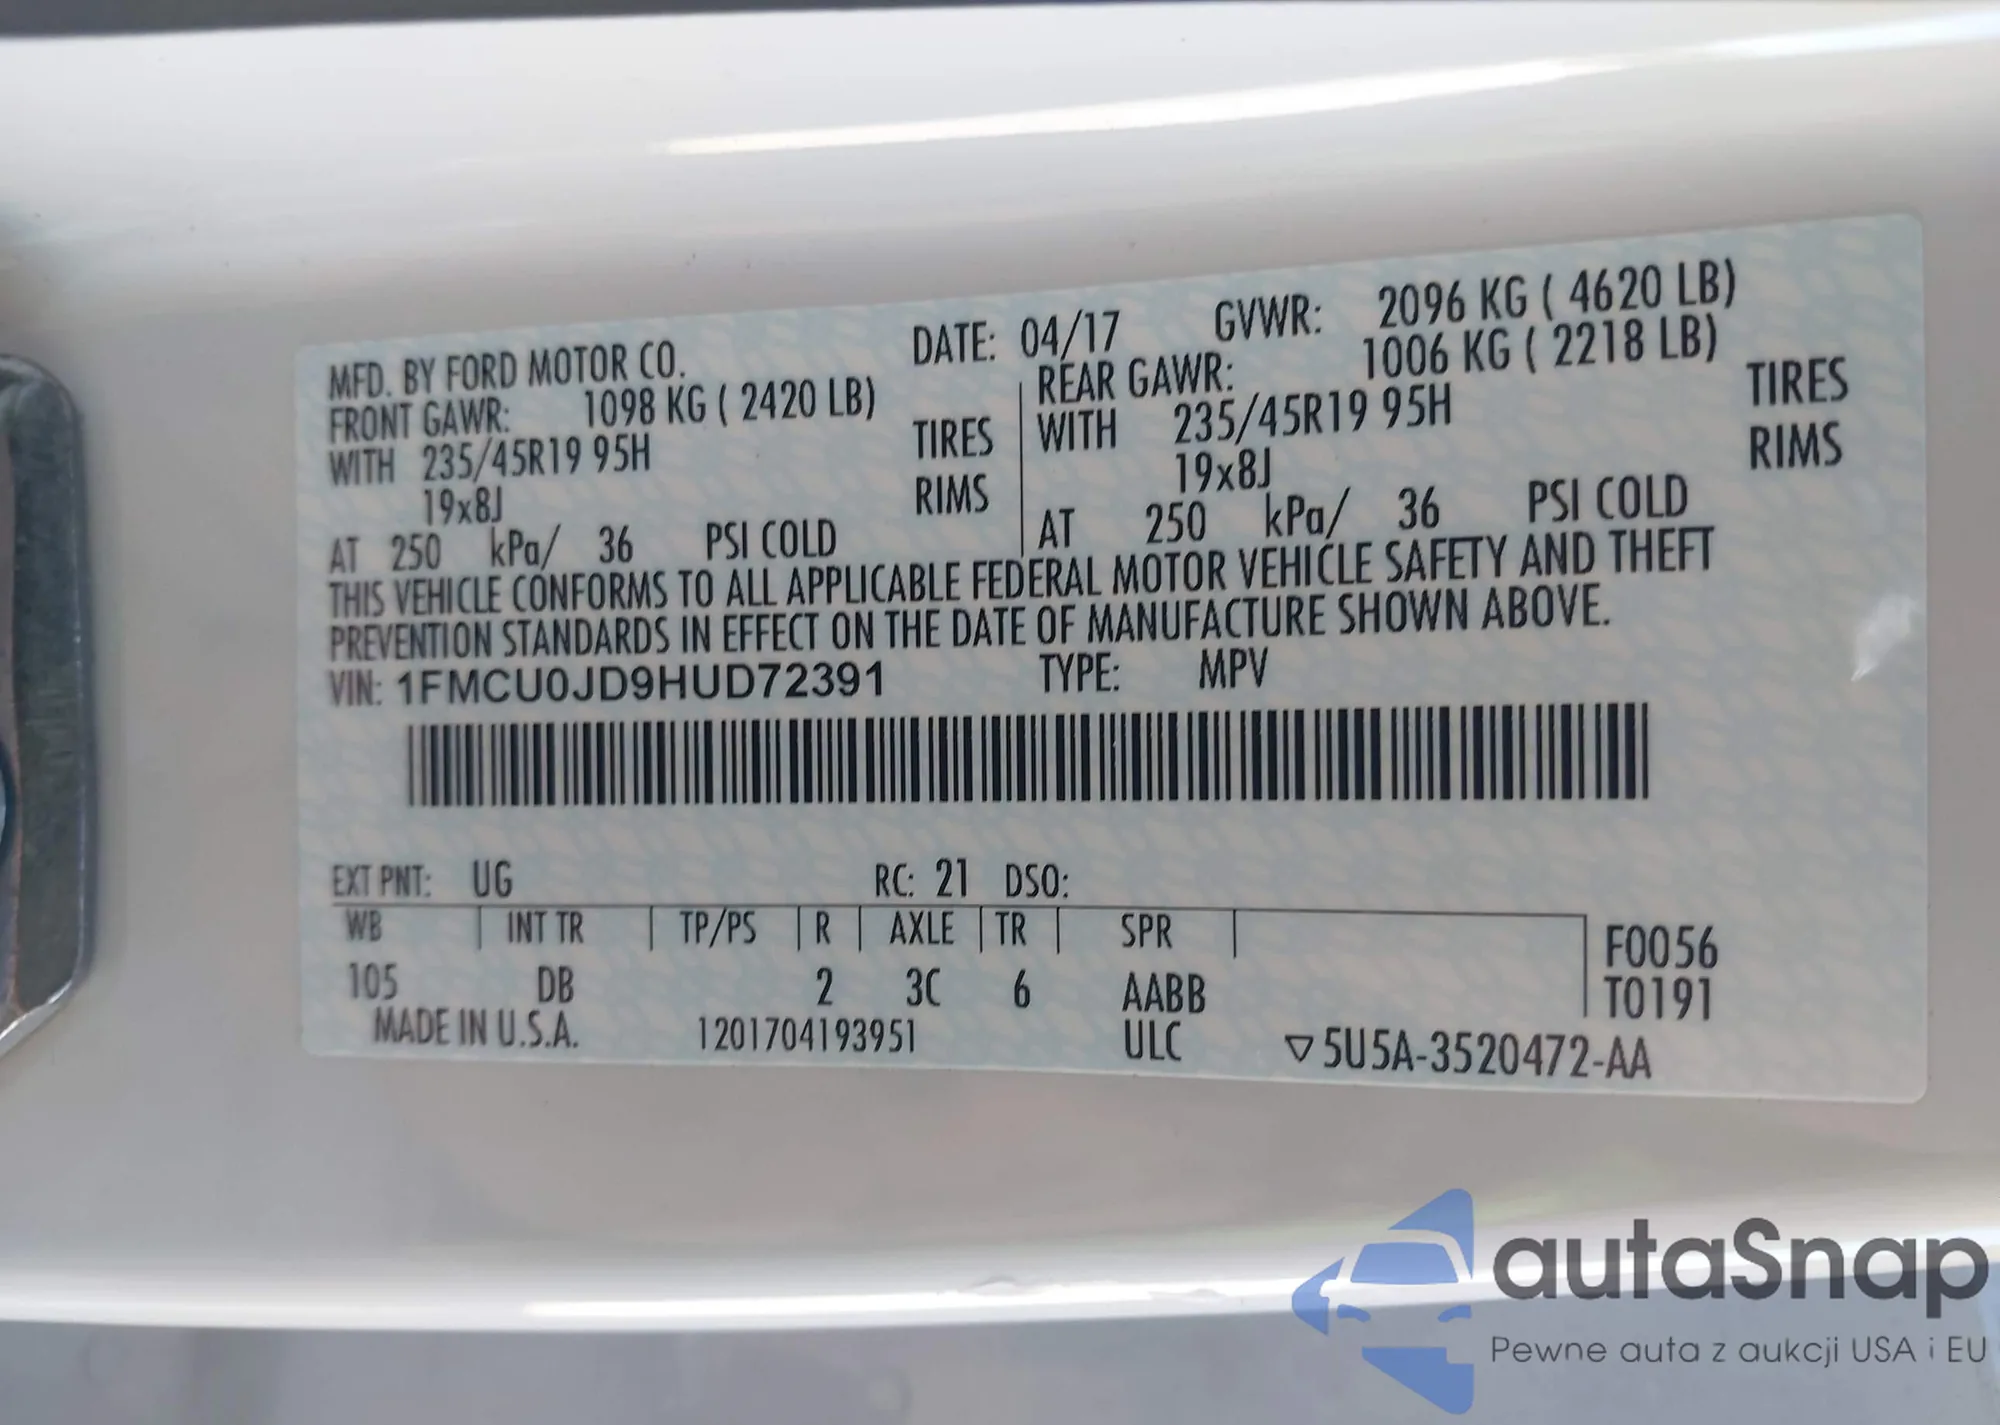 MFD. BY FORD MOTOR CO. DATE: 04/17 GVWR: 2096 KG ( 4620 LB)
FRONT GAWR: 1098 KG ( 2420 LB) REAR GAWR: 1006 KG ( 2218 LB)
WITH 235/45R19 95H TIRES WITH 235/45R19 95H TIRES
19x8J RIMS 19x8J RIMS
AT 250 kPa/ 36 PSI COLD AT 250 kPa/ 36 PSI COLD
THIS VEHICLE CONFORMS TO ALL APPLICABLE FEDERAL MOTOR VEHICLE SAFETY AND THEFT
PREVENTION STANDARDS IN EFFECT ON THE DATE OF MANUFACTURE SHOWN ABOVE.
VIN: 1FMCU0JD9HUD72391 TYPE: MPV
EXT PNT: UG RC: 21 DSO:
WB INT TR TP/PS R AXLE TR SPR F0056
105 DB 2 3C 6 AABB T0191
MADE IN U.S.A. 1201704193951 ULC ▽5U5A-3520472-AA
autaSnap
Pewne auta z aukcji USA i EU